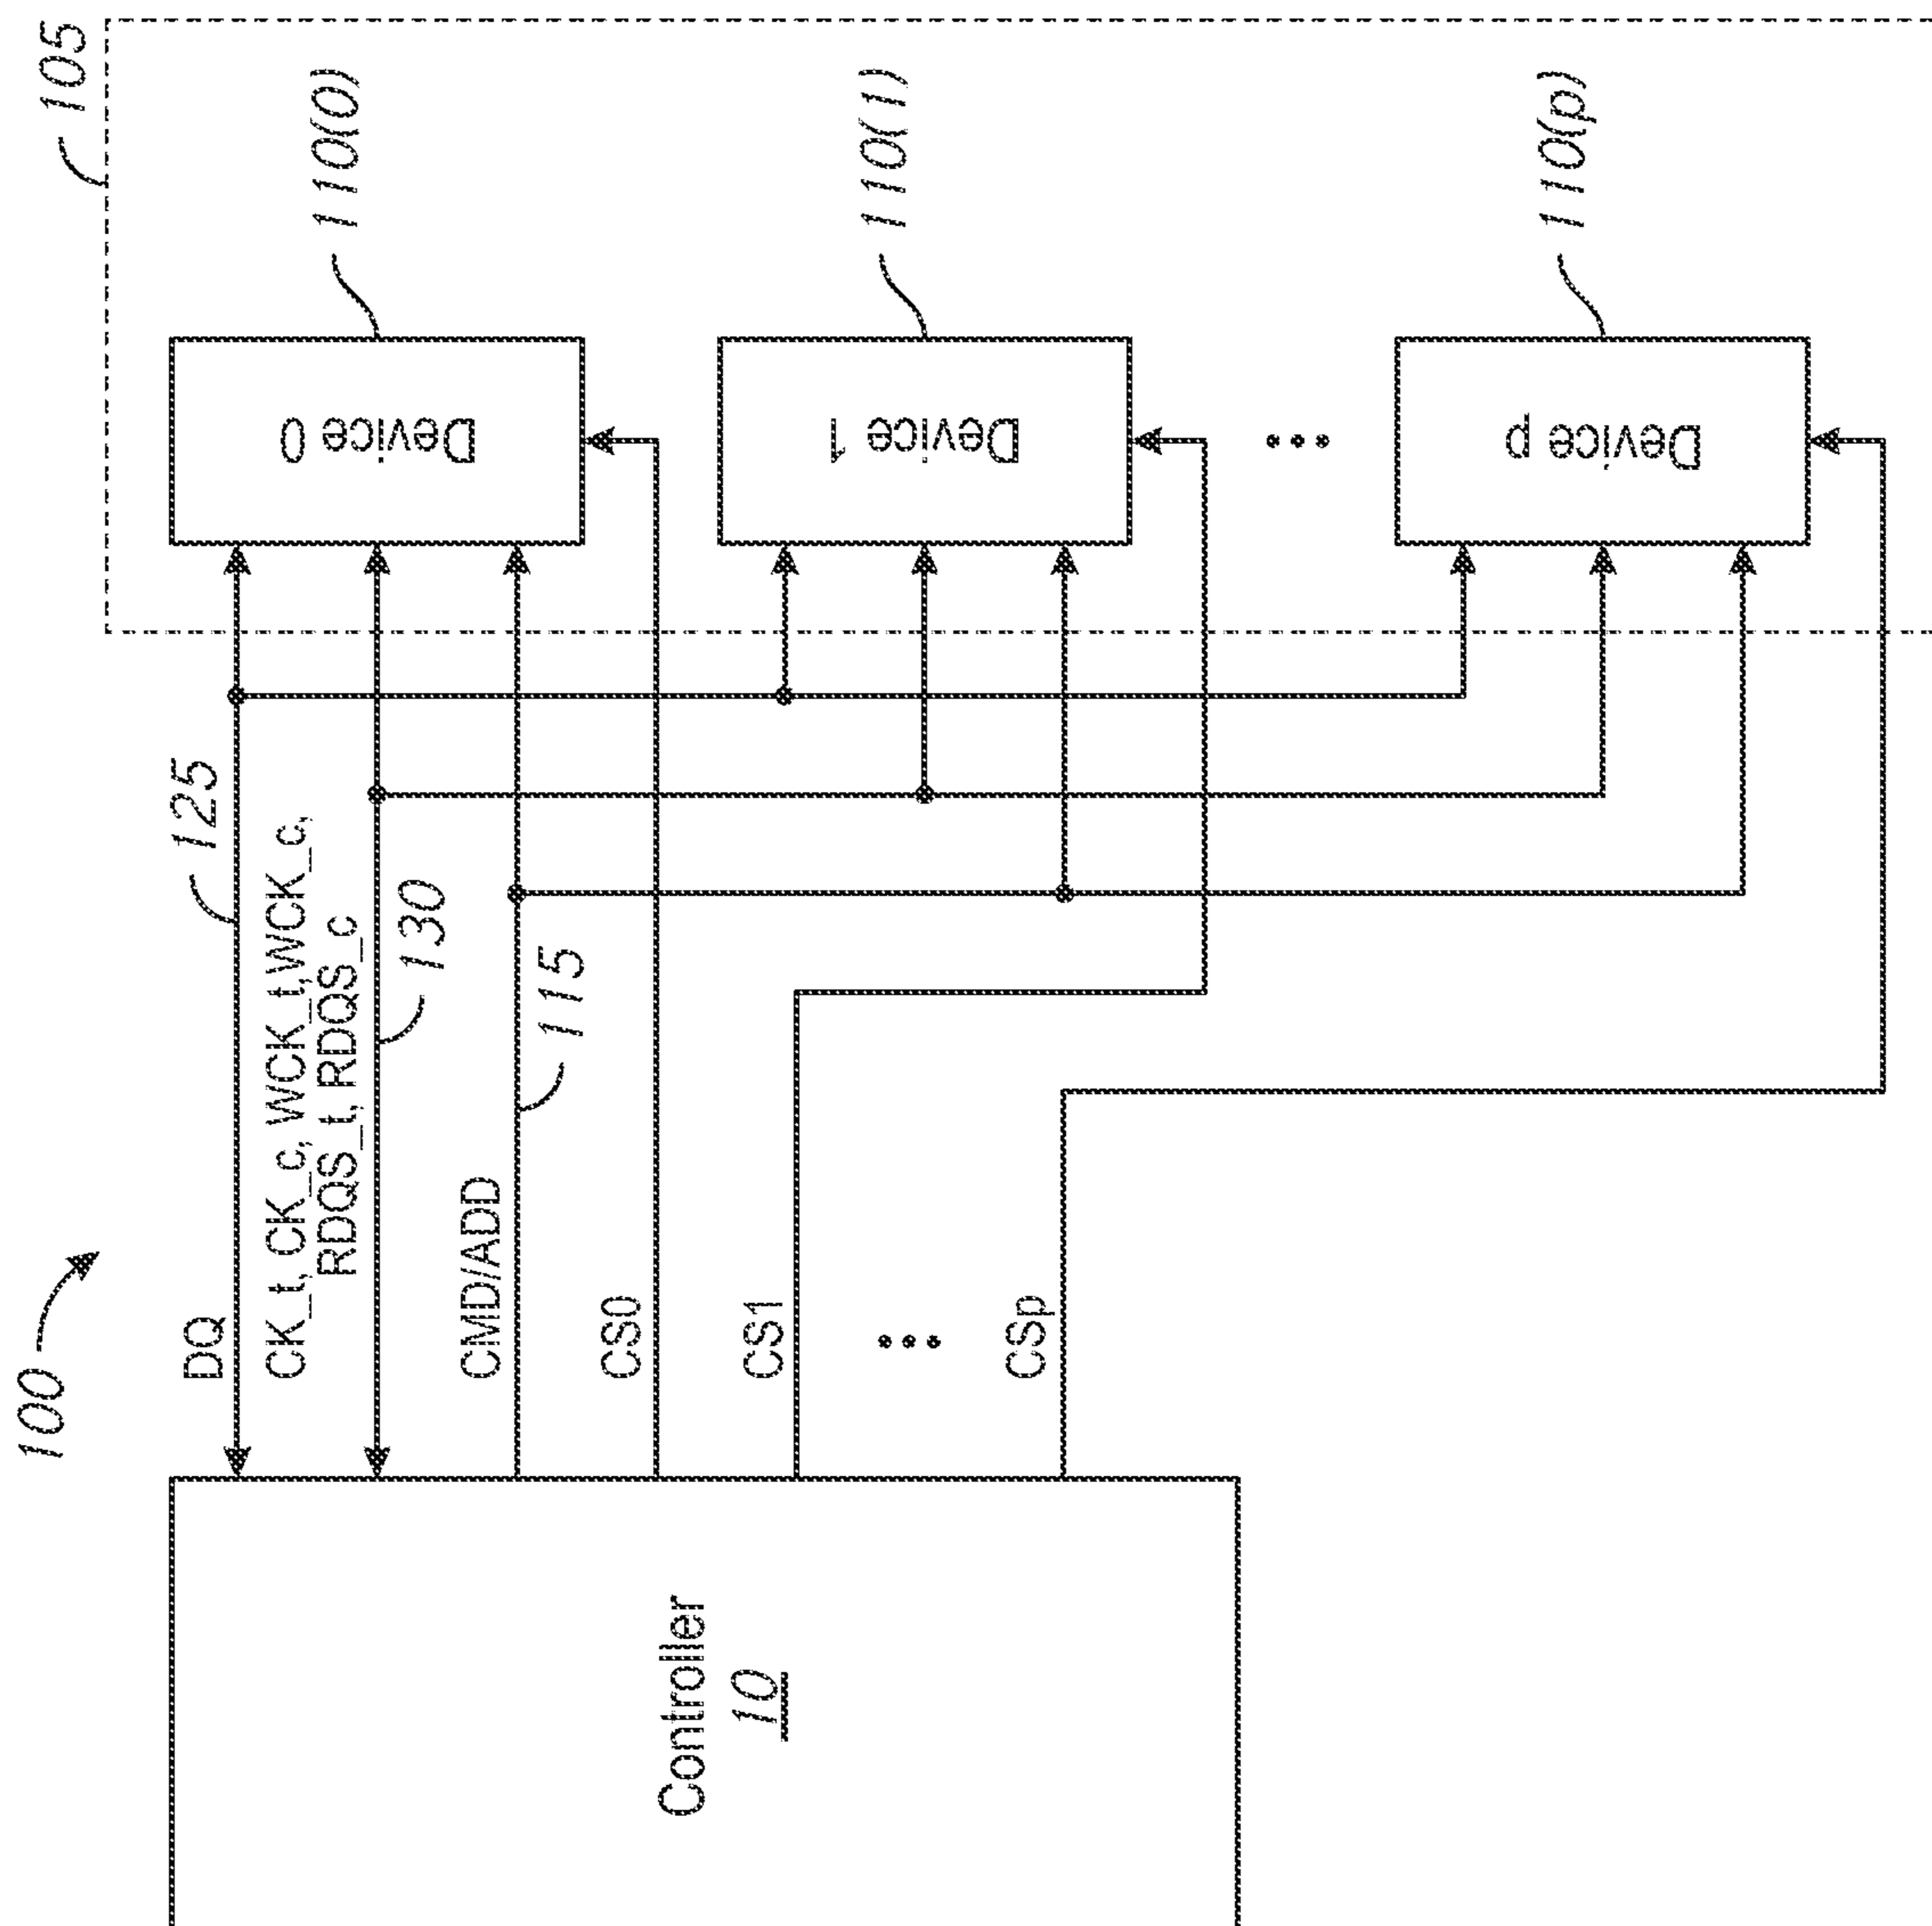 100
105
DQ
125
CK_t, CK_c, WCK_t,WCK_c,
RDQS_t, RDQS_c
130
CMD/ADD
115
CS0
CS1
CSp
Controller
10
Device 0
110(0)
Device 1
110(1)
Device p
110(p)